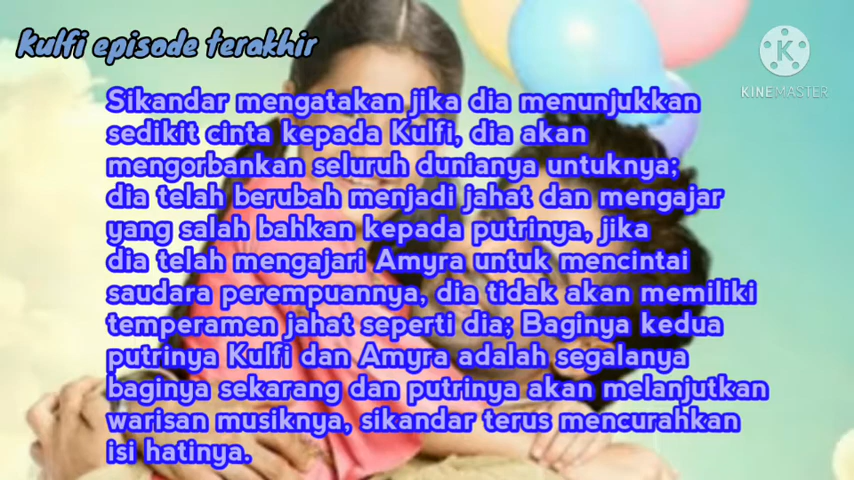 Kulfi episode terakhir
KINEMASTER
Sikandar mengatakan jika dia menunjukkan
sedikit cinta kepada Kulfi, dia akan
mengorbankan seluruh dunianya untuknya;
dia telah berubah menjadi jahat dan mengajar
yang salah bahkan kepada putrinya, jika
dia telah mengajari Amyra untuk mencintai
saudara perempuannya, dia tidak akan memiliki
temperamen jahat seperti dia; Baginya kedua
putrinya Kulfi dan Amyra adalah segalanya
baginya sekarang dan putrinya akan melanjutkan
warisan musiknya, sikandar terus mencurahkan
isi hatinya.